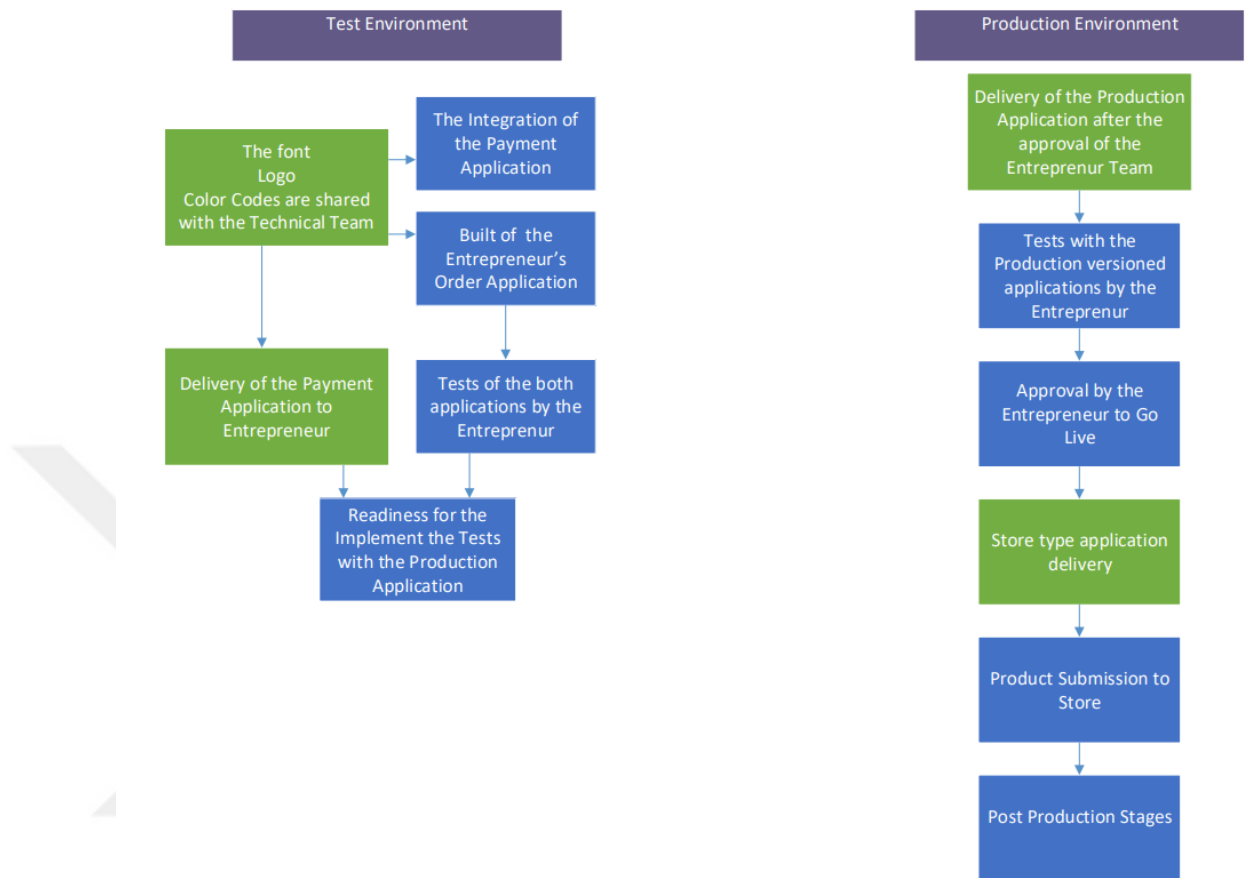 Test Environment
The font
Logo
Color Codes are shared
with the Technical Team
The Integration of
the Payment
Application
Built of the
Entrepreneur’s
Order Application
Delivery of the Payment
Application to
Entrepreneur
Tests of the both
applications by the
Entreprenur
Readiness for the
Implement the Tests
with the Production
Application
Production Environment
Delivery of the Production
Application after the
approval of the
Entreprenur Team
Tests with the
Production versioned
applications by the
Entreprenur
Approval by the
Entrepreneur to Go
Live
Store type application
delivery
Product Submission to
Store
Post Production Stages